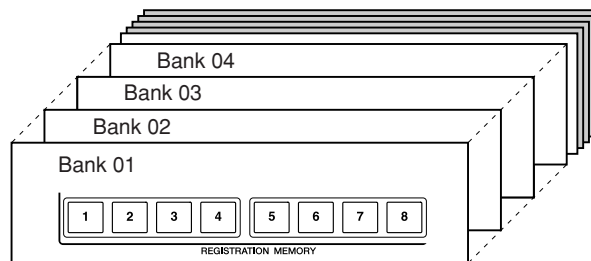 Bank 04
Bank 03
Bank 02
Bank 01
1 2 3 4 5 6 7 8
REGISTRATION MEMORY